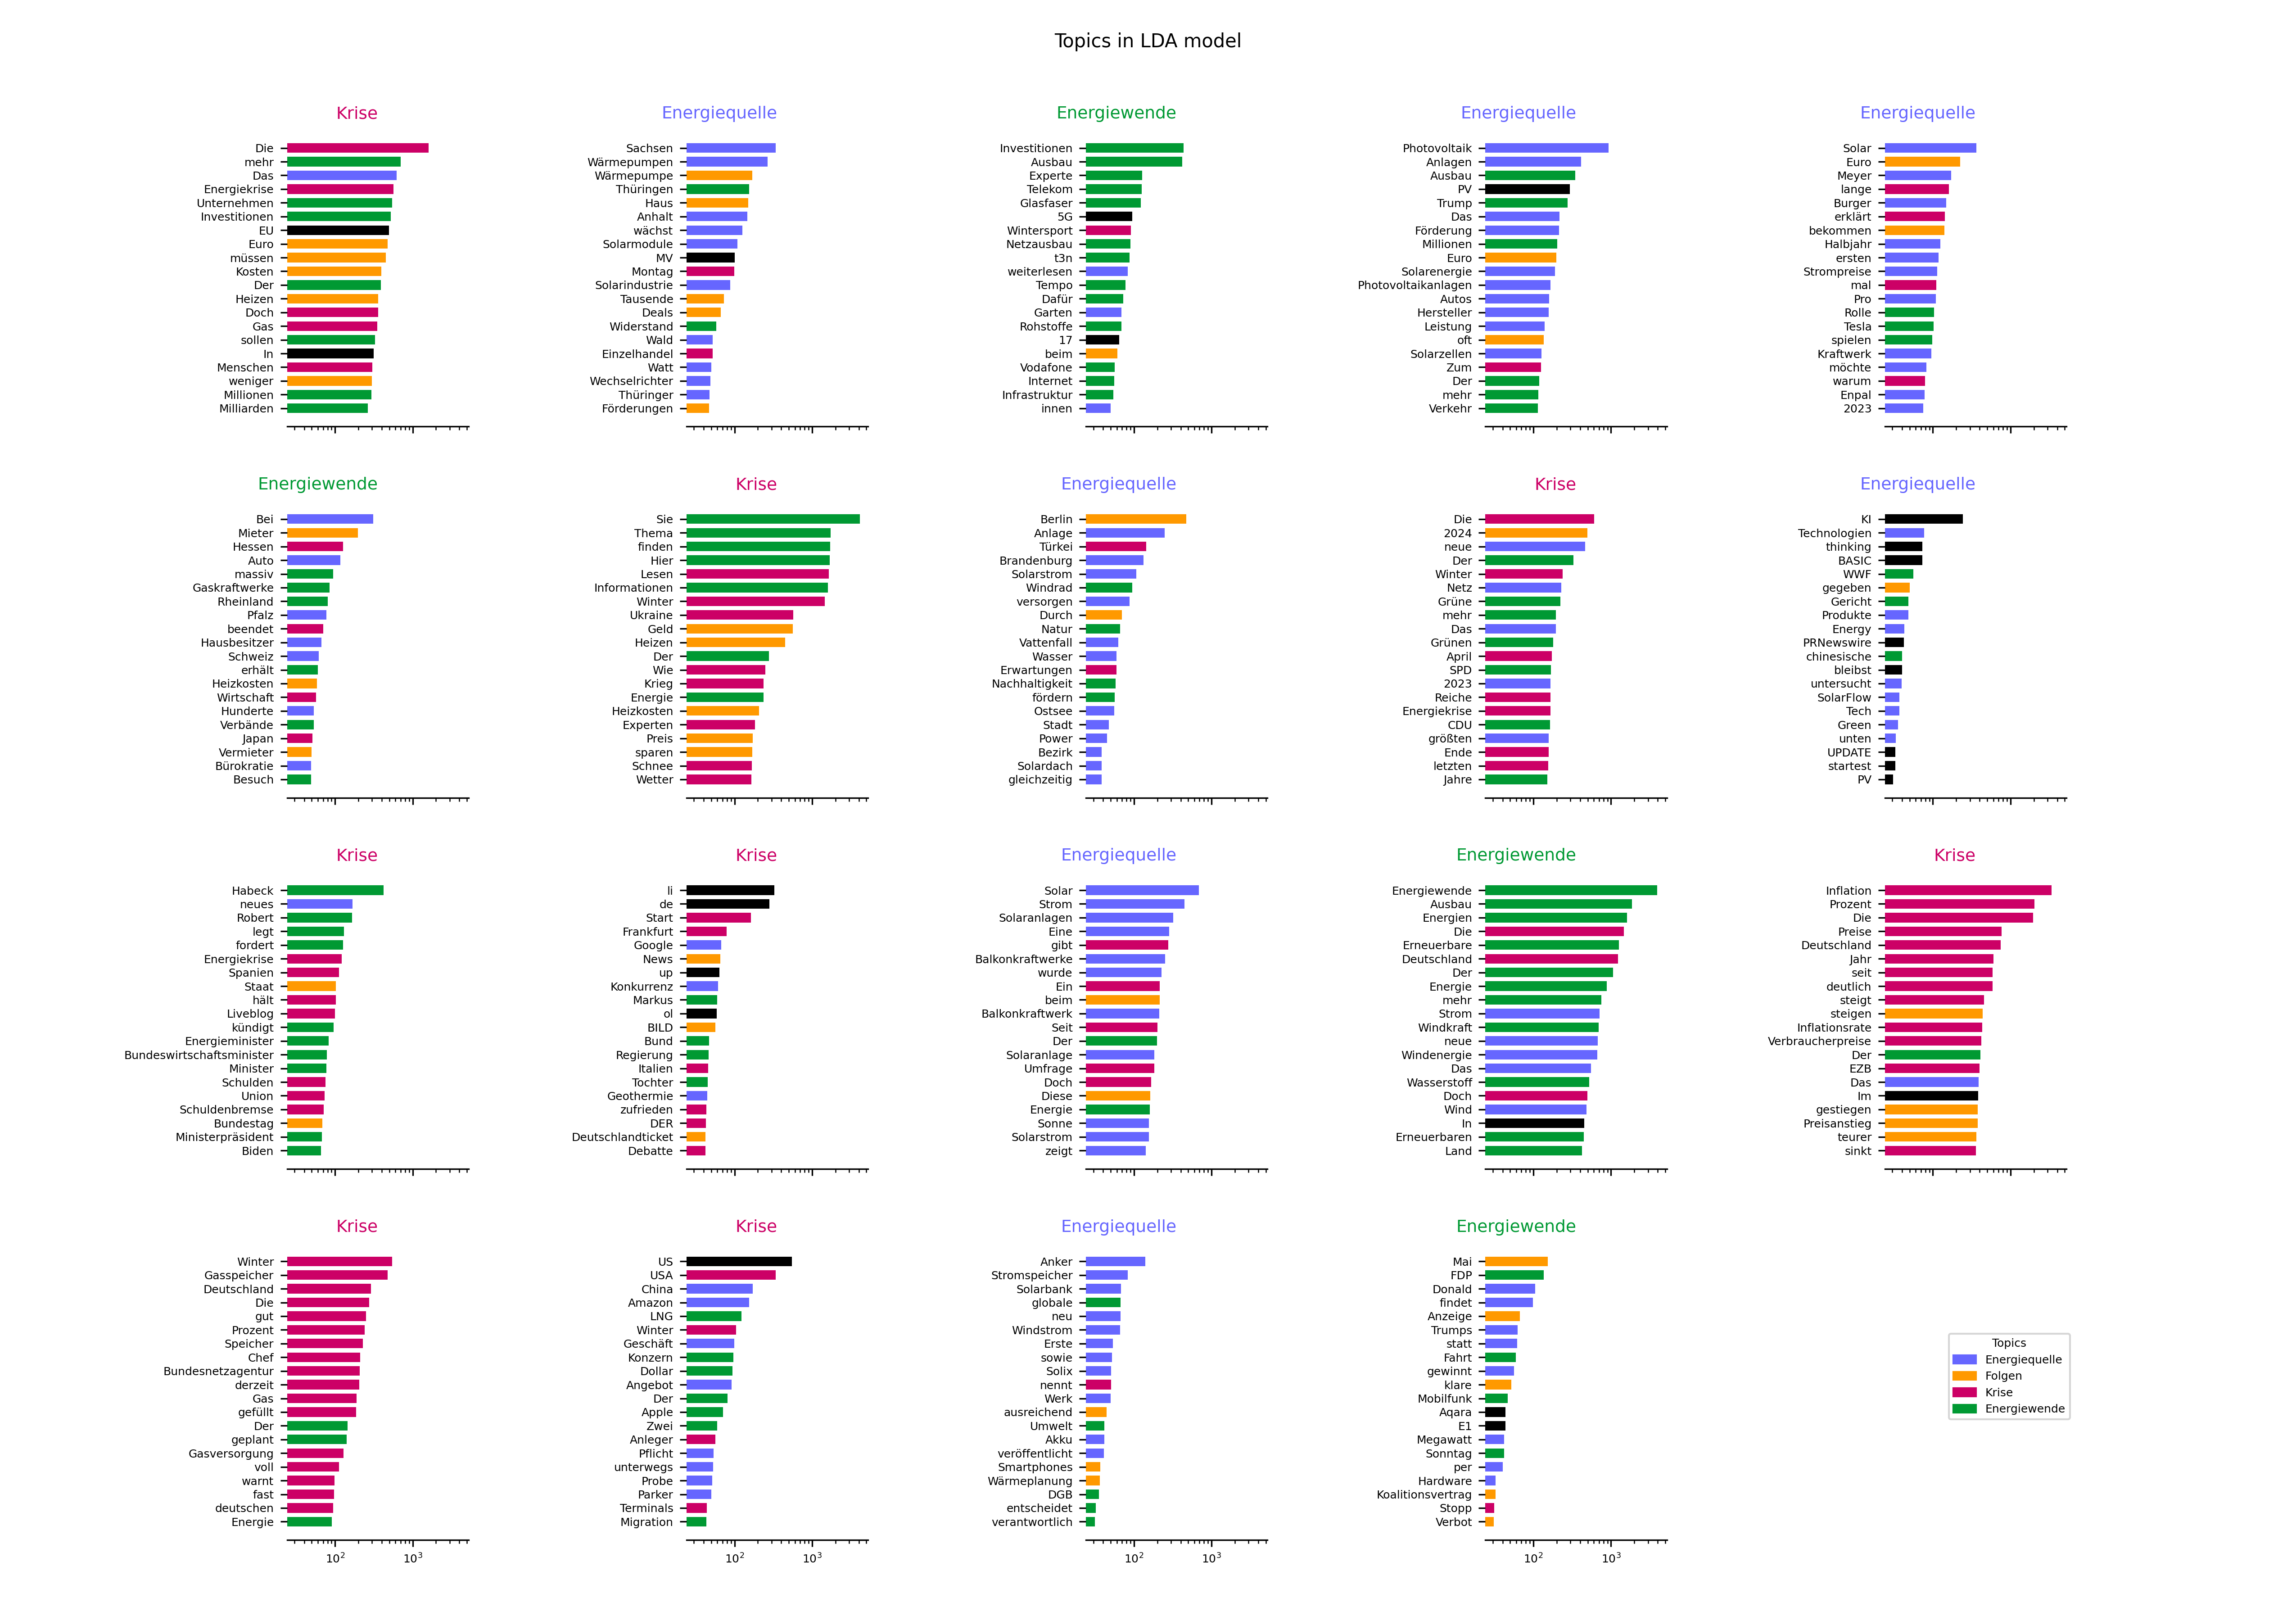 Topics in LDA model
Krise
Die
mehr
Das
Energiekrise
Unternehmen
Investitionen
EU
Euro
müssen
Kosten
Der
Heizen
Doch
Gas
sollen
In
Menschen
weniger
Millionen
Milliarden
Energiequelle
Sachsen
Wärmepumpen
Wärmepumpe
Thüringen
Haus
Anhalt
wächst
Solarmodule
MV
Montag
Solarindustrie
Tausende
Deals
Widerstand
Wald
Einzelhandel
Watt
Wechselrichter
Thüringer
Förderungen
Energiewende
Investitionen
Ausbau
Experte
Telekom
Glasfaser
5G
Wintersport
Netzausbau
t3n
weiterlesen
Tempo
Dafür
Garten
Rohstoffe
17
beim
Vodafone
Internet
Infrastruktur
innen
Energiequelle
Photovoltaik
Anlagen
Ausbau
PV
Trump
Das
Förderung
Millionen
Euro
Solarenergie
Photovoltaikanlagen
Autos
Hersteller
Leistung
oft
Solarzellen
Zum
Der
mehr
Verkehr
Energiequelle
Solar
Euro
Meyer
lange
Burger
erklärt
bekommen
Halbjahr
ersten
Strompreise
mal
Pro
Rolle
Tesla
spielen
Kraftwerk
möchte
warum
Enpal
2023
Energiewende
Bei
Mieter
Hessen
Auto
massiv
Gaskraftwerke
Rheinland
Pfalz
beendet
Hausbesitzer
Schweiz
erhält
Heizkosten
Wirtschaft
Hunderte
Verbände
Japan
Vermieter
Bürokratie
Besuch
Krise
Sie
Thema
finden
Hier
Lesen
Informationen
Winter
Ukraine
Geld
Heizen
Der
Wie
Krieg
Energie
Heizkosten
Experten
Preis
sparen
Schnee
Wetter
Energiequelle
Berlin
Anlage
Türkei
Brandenburg
Solarstrom
Windrad
versorgen
Durch
Natur
Vattenfall
Wasser
Erwartungen
Nachhaltigkeit
fördern
Ostsee
Stadt
Power
Bezirk
Solardach
gleichzeitig
Krise
Die
2024
neue
Der
Winter
Netz
Grüne
mehr
Das
Grünen
April
SPD
2023
Reiche
Energiekrise
CDU
größten
Ende
letzten
Jahre
Energiequelle
KI
Technologien
thinking
BASIC
WWF
gegeben
Gericht
Produkte
Energy
PRNewswire
chinesische
bleibst
untersucht
SolarFlow
Tech
Green
unten
UPDATE
startest
PV
Krise
Habeck
neues
Robert
legt
fordert
Energiekrise
Spanien
Staat
hält
Liveblog
kündigt
Energieminister
Bundeswirtschaftsminister
Minister
Schulden
Union
Schuldenbremse
Bundestag
Ministerpräsident
Biden
Krise
li
de
Start
Frankfurt
Google
News
up
Konkurrenz
Markus
ol
BILD
Bund
Regierung
Italien
Tochter
Geothermie
zufrieden
DER
Deutschlandticket
Debatte
Energiequelle
Solar
Strom
Solaranlagen
Eine
gibt
Balkonkraftwerke
wurde
Ein
beim
Balkonkraftwerk
Seit
Der
Solaranlage
Umfrage
Doch
Diese
Energie
Sonne
Solarstrom
zeigt
Energiewende
Energiewende
Ausbau
Energien
Die
Erneuerbare
Deutschland
Der
Energie
mehr
Strom
Windkraft
neue
Windenergie
Das
Wasserstoff
Doch
Wind
In
Erneuerbaren
Land
Krise
Inflation
Prozent
Die
Preise
Deutschland
Jahr
seit
deutlich
steigt
steigen
Inflationsrate
Verbraucherpreise
Der
EZB
Das
Im
gestiegen
Preisanstieg
teurer
sinkt
Krise
Winter
Gasspeicher
Deutschland
Die
gut
Prozent
Speicher
Chef
Bundesnetzagentur
derzeit
Gas
gefüllt
Der
geplant
Gasversorgung
voll
warnt
fast
deutschen
Energie
10² 10³
Krise
US
USA
China
Amazon
LNG
Winter
Geschäft
Konzern
Dollar
Angebot
Der
Apple
Zwei
Anleger
Pflicht
unterwegs
Probe
Parker
Terminals
Migration
10² 10³
Energiequelle
Anker
Stromspeicher
Solarbank
globale
neu
Windstrom
Erste
sowie
Solix
nennt
Werk
ausreichend
Umwelt
Akku
veröffentlicht
Smartphones
Wärmeplanung
DGB
entscheidet
verantwortlich
10² 10³
Energiewende
Mai
FDP
Donald
findet
Anzeige
Trumps
statt
Fahrt
gewinnt
klare
Mobilfunk
Aqara
E1
Megawatt
Sonntag
per
Hardware
Koalitionsvertrag
Stopp
Verbot
10² 10³
Topics
Energiequelle
Folgen
Krise
Energiewende